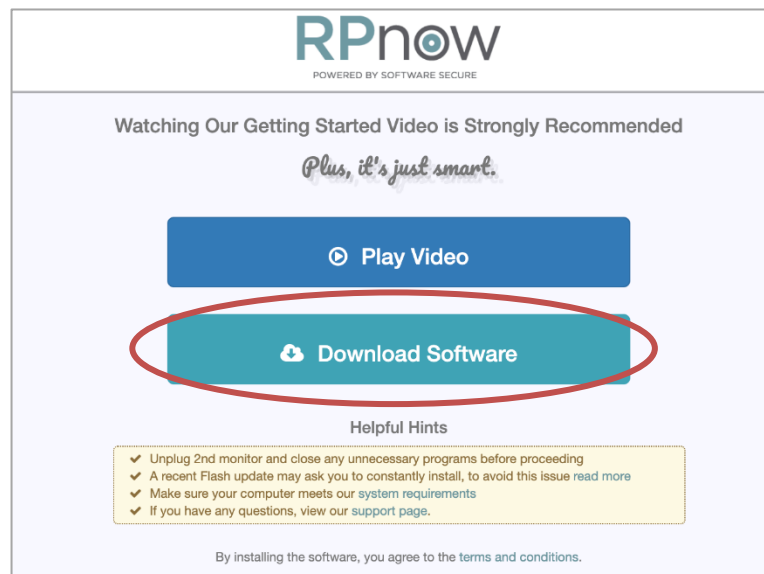 RPnow
POWERED BY SOFTWARE SECURE
Watching Our Getting Started Video is Strongly Recommended
Plus, it's just smart.
Play Video
Download Software
Helpful Hints
Unplug 2nd monitor and close any unnecessary programs before proceeding
A recent Flash update may ask you to constantly install, to avoid this issue read more
Make sure your computer meets our system requirements
If you have any questions, view our support page.
By installing the software, you agree to the terms and conditions.